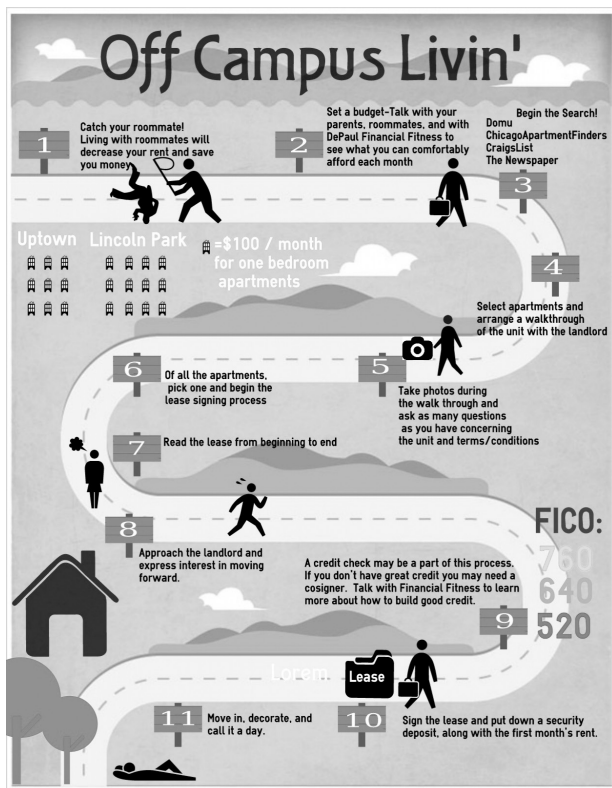 Off Campus Livin'
1
Catch your roommate!
Living with roommates will
decrease your rent and save
you money
2
Set a budget-Talk with your
parents, roommates, and with
DePaul Financial Fitness to
see what you can comfortably
afford each month
Begin the Search!
Domu
ChicagoApartmentFinders
CraigsList
The Newspaper
3
Uptown
Lincoln Park
=$100 / month
for one bedroom
apartments
4
Select apartments and
arrange a walkthrough
of the unit with the landlord
5
Take photos during
the walk through and
ask as many questions
as you have concerning
the unit and terms/conditions
6
Of all the apartments,
pick one and begin the
lease signing process
7
Read the lease from beginning to end
8
Approach the landlord and
express interest in moving
forward.
FICO:
760
640
520
A credit check may be a part of this process.
If you don't have great credit you may need a
cosigner. Talk with Financial Fitness to learn
more about how to build good credit.
9
Lorem
Lease
10
Sign the lease and put down a security
deposit, along with the first month's rent.
11
Move in, decorate, and
call it a day.